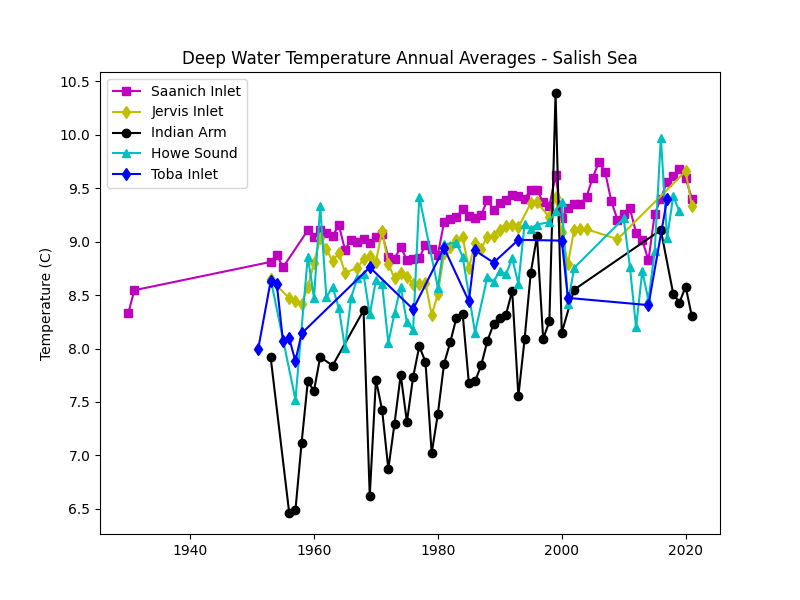 Deep Water Temperature Annual Averages - Salish Sea
Saanich Inlet
Jervis Inlet
Indian Arm
Howe Sound
Toba Inlet
Temperature (C)
10.5
10.0
9.5
9.0
8.5
8.0
7.5
7.0
6.5
1940
1960
1980
2000
2020